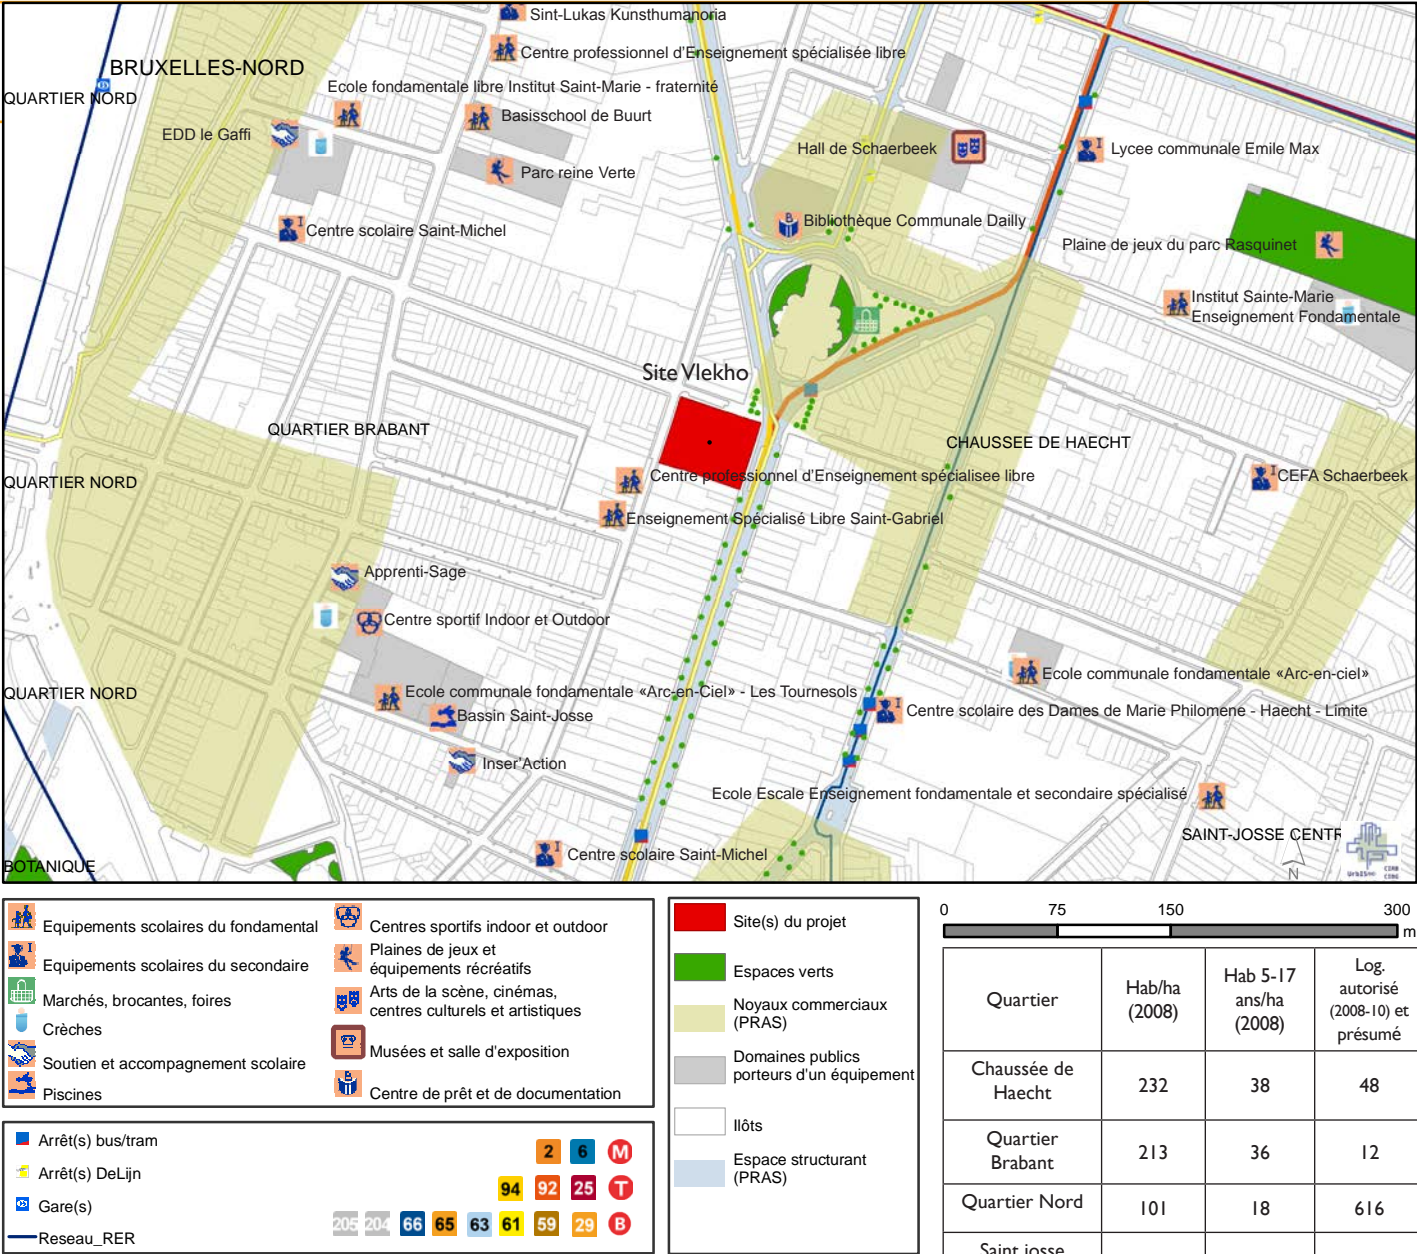 Sint-Lukas Kunsthumanoria
Centre professionnel d'Enseignement spécialisée libre
BRUXELLES-NORD
QUARTIER NORD
Ecole fondamentale libre Institut Saint-Marie - fraternité
Basisschool de Buurt
EDD le Gaffi
Hall de Schaerbeek
Lycee communale Emile Max
Parc reine Verte
Centre scolaire Saint-Michel
Bibliothèque Communale Dailly
Plaine de jeux du parc Rasquinet
Institut Sainte-Marie
Enseignement Fondamentale
Site Vlekho
QUARTIER BRABANT
CHAUSSEE DE HAECHT
QUARTIER NORD
Centre professionnel d'Enseignement spécialisee libre
CEFA Schaerbeek
Enseignement Spécialisé Libre Saint-Gabriel
Apprenti-Sage
Centre sportif Indoor et Outdoor
Ecole communale fondamentale «Arc-en-ciel»
QUARTIER NORD
Ecole communale fondamentale «Arc-en-Ciel» - Les Tournesols
Bassin Saint-Josse
Centre scolaire des Dames de Marie Philomene - Haecht - Limite
Inser'Action
Ecole Escale Enseignement fondamentale et secondaire spécialisé
SAINT-JOSSE CENTR
Centre scolaire Saint-Michel
BOTANIQUE
N
UrbIS
CIRB
CIBG
Equipements scolaires du fondamental
Equipements scolaires du secondaire
Marchés, brocantes, foires
Crèches
Soutien et accompagnement scolaire
Piscines
Centres sportifs indoor et outdoor
Plaines de jeux et
équipements récréatifs
Arts de la scène, cinémas,
centres culturels et artistiques
Musées et salle d'exposition
Centre de prêt et de documentation
Arrêt(s) bus/tram
Arrêt(s) DeLijn
Gare(s)
Reseau_RER
2 6 M
94 92 25 T
205 204 66 65 63 61 59 29 B
Site(s) du projet
Espaces verts
Noyaux commerciaux
(PRAS)
Domaines publics
porteurs d'un équipement
Ilôts
Espace structurant
(PRAS)
0 75 150 300
m
Quartier
Hab/ha
(2008)
Hab 5-17
ans/ha
(2008)
Log.
autorisé
(2008-10) et
présumé
Chaussée de
Haecht
232 38 48
Quartier
Brabant
213 36 12
Quartier Nord 101 18 616
Saint josse